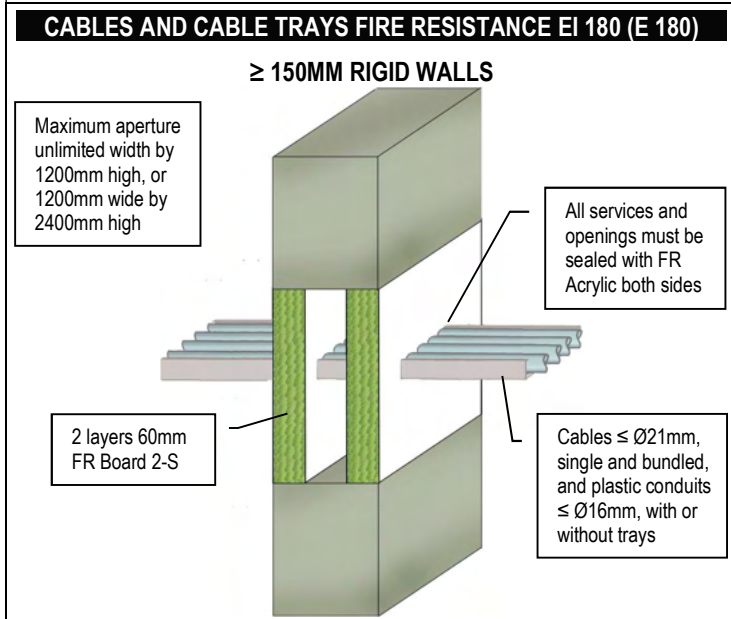 CABLES AND CABLE TRAYS FIRE RESISTANCE EI 180 (E 180)
≥ 150MM RIGID WALLS
Maximum aperture
unlimited width by
1200mm high, or
1200mm wide by
2400mm high
All services and
openings must be
sealed with FR
Acrylic both sides
2 layers 60mm
FR Board 2-S
Cables ≤ Ø21mm,
single and bundled,
and plastic conduits
≤ Ø16mm, with or
without trays